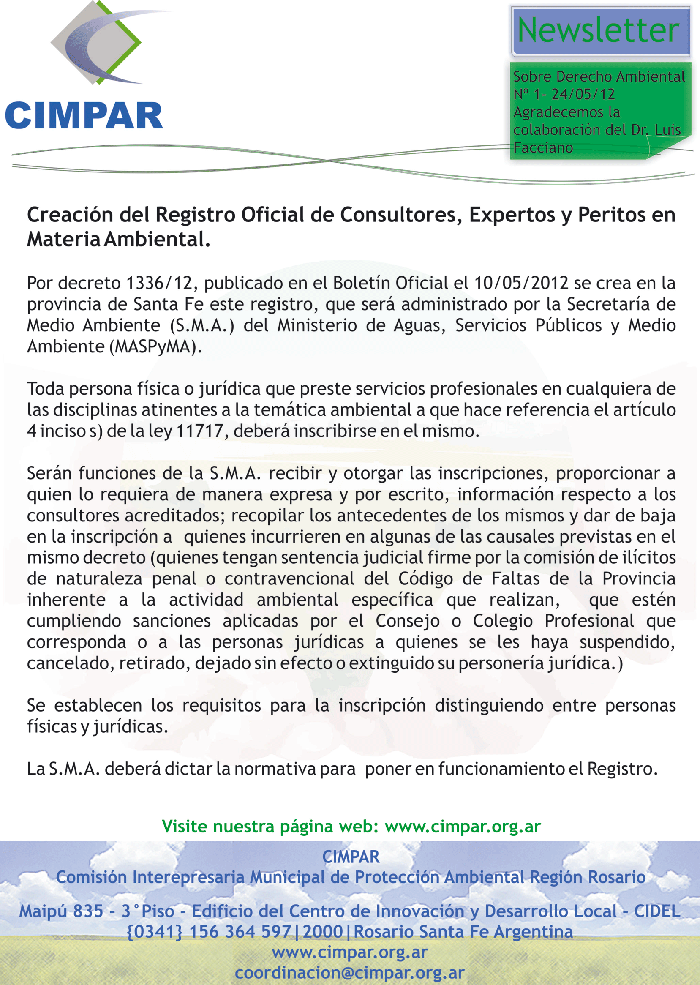 CIMPAR
Newsletter
Sobre Derecho Ambiental
Nº 1- 24/05/12
Agradecemos la
colaboración del Dr. Luis
Facciano
Creación del Registro Oficial de Consultores, Expertos y Peritos en
Materia Ambiental.
Por decreto 1336/12, publicado en el Boletín Oficial el 10/05/2012 se crea en la
provincia de Santa Fe este registro, que será administrado por la Secretaría de
Medio Ambiente (S.M.A.) del Ministerio de Aguas, Servicios Públicos y Medio
Ambiente (MASPyMA).
Toda persona física o jurídica que preste servicios profesionales en cualquiera de
las disciplinas atinentes a la temática ambiental a que hace referencia el artículo
4 inciso s) de la ley 11717, deberá inscribirse en el mismo.
Serán funciones de la S.M.A. recibir y otorgar las inscripciones, proporcionar a
quien lo requiera de manera expresa y por escrito, información respecto a los
consultores acreditados; recopilar los antecedentes de los mismos y dar de baja
en la inscripción a quienes incurrieren en algunas de las causales previstas en el
mismo decreto (quienes tengan sentencia judicial firme por la comisión de ilícitos
de naturaleza penal o contravencional del Código de Faltas de la Provincia
inherente a la actividad ambiental específica que realizan, que estén
cumpliendo sanciones aplicadas por el Consejo o Colegio Profesional que
corresponda o a las personas jurídicas a quienes se les haya suspendido,
cancelado, retirado, dejado sin efecto o extinguido su personería jurídica.)
Se establecen los requisitos para la inscripción distinguiendo entre personas
físicas y jurídicas.
La S.M.A. deberá dictar la normativa para poner en funcionamiento el Registro.
Visite nuestra página web: www.cimpar.org.ar
CIMPAR
Comisión Interepresaria Municipal de Protección Ambiental Región Rosario
Maipú 835 - 3°Piso - Edificio del Centro de Innovación y Desarrollo Local - CIDEL
{0341} 156 364 597|2000|Rosario Santa Fe Argentina
www.cimpar.org.ar
coordinacion@cimpar.org.ar